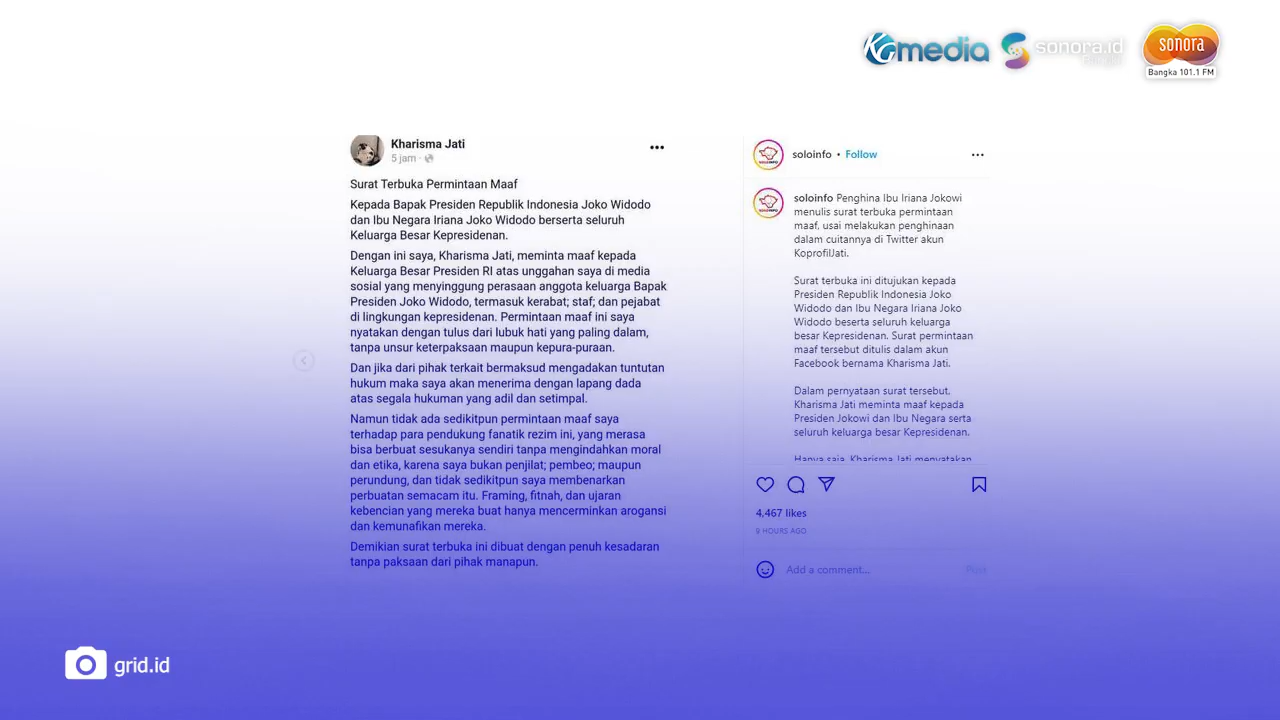 KGmedia
sonora.id
sonora
Bangka 101.1 FM
Kharisma Jati
5 jam ·
Surat Terbuka Permintaan Maaf
Kepada Bapak Presiden Republik Indonesia Joko Widodo
dan Ibu Negara Iriana Joko Widodo berserta seluruh
Keluarga Besar Kepresidenan.
Dengan ini saya, Kharisma Jati, meminta maaf kepada
Keluarga Besar Presiden RI atas unggahan saya di media
sosial yang menyinggung perasaan anggota keluarga Bapak
Presiden Joko Widodo, termasuk kerabat; staf; dan pejabat
di lingkungan kepresidenan. Permintaan maaf ini saya
nyatakan dengan tulus dari lubuk hati yang paling dalam,
tanpa unsur keterpaksaan maupun kepura-puraan.
Dan jika dari pihak terkait bermaksud mengadakan tuntutan
hukum maka saya akan menerima dengan lapang dada
atas segala hukuman yang adil dan setimpal.
Namun tidak ada sedikitpun permintaan maaf saya
terhadap para pendukung fanatik rezim ini, yang merasa
bisa berbuat sesukanya sendiri tanpa mengindahkan moral
dan etika, karena saya bukan penjilat; pembeo; maupun
perundung, dan tidak sedikitpun saya membenarkan
perbuatan semacam itu. Framing, fitnah, dan ujaran
kebencian yang mereka buat hanya mencerminkan arogansi
dan kemunafikan mereka.
Demikian surat terbuka ini dibuat dengan penuh kesadaran
tanpa paksaan dari pihak manapun.
soloinfo • Follow
soloinfo Penghina Ibu Iriana Jokowi
menulis surat terbuka permintaan
maaf, usai melakukan penghinaan
dalam cuitannya di Twitter akun
KoprofilJati.
Surat terbuka ini ditujukan kepada
Presiden Republik Indonesia Joko
Widodo dan Ibu Negara Iriana Joko
Widodo beserta seluruh keluarga
besar Kepresidenan. Surat permintaan
maaf tersebut ditulis dalam akun
Facebook bernama Kharisma Jati.
Dalam pernyataan surat tersebut,
Kharisma Jati meminta maaf kepada
Presiden Jokowi dan Ibu Negara serta
seluruh keluarga besar Kepresidenan.
Hanya saja, Kharisma Jati menyatakan
4.467 likes
9 HOURS AGO
Add a comment...
Post
grid.id